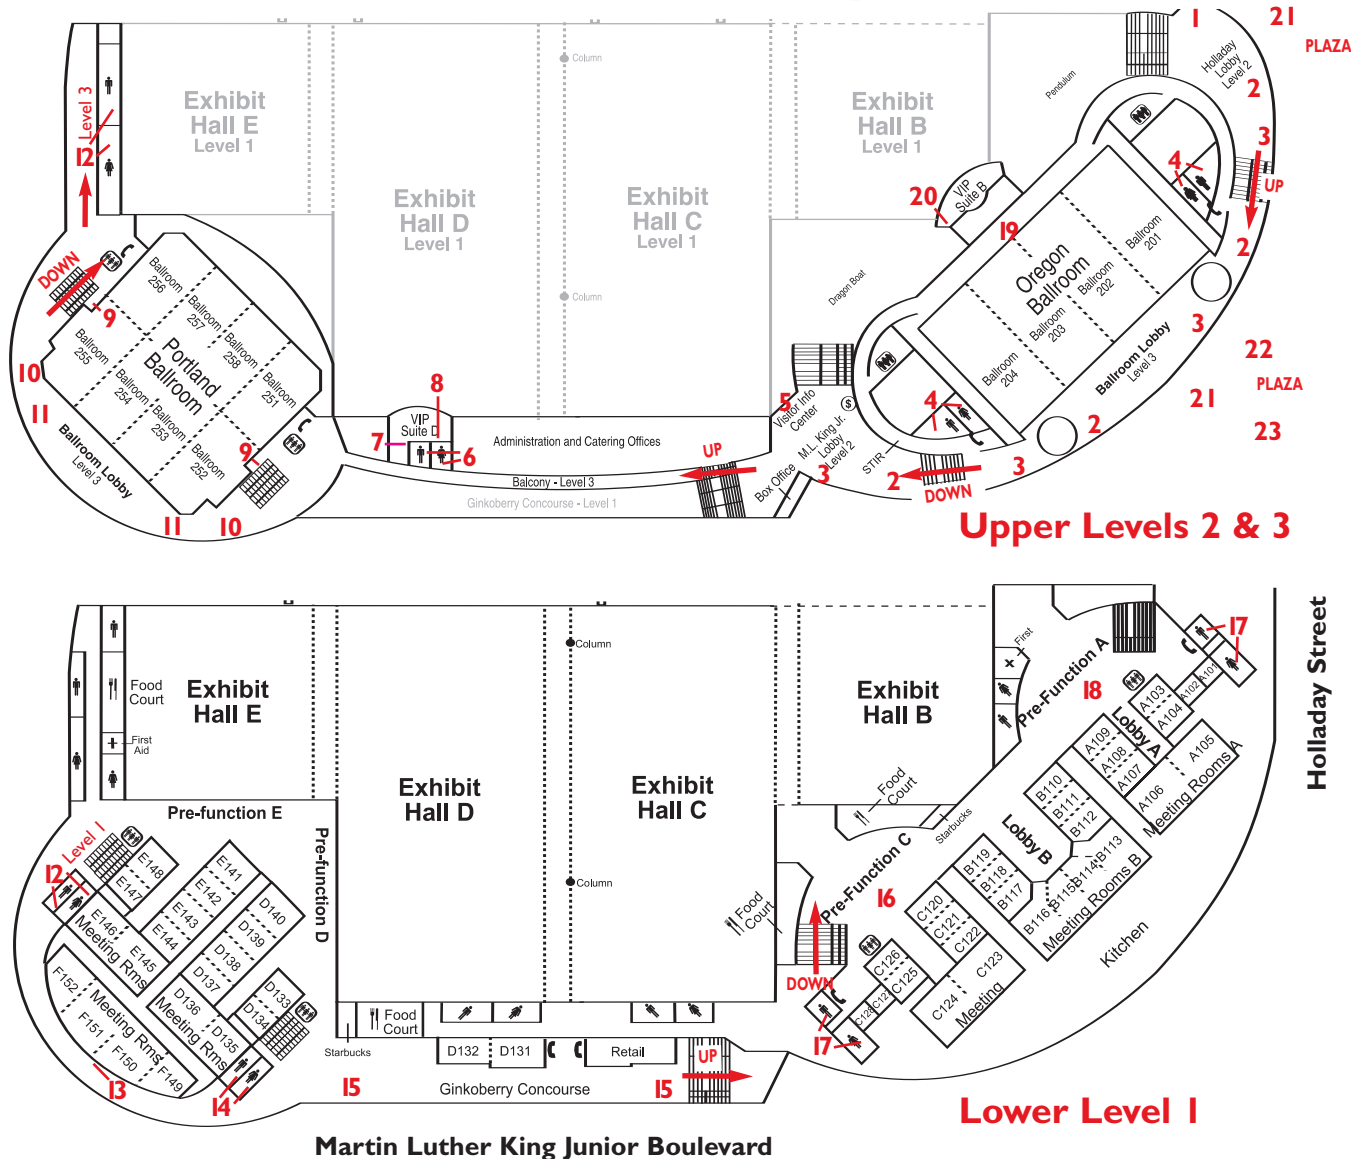 1
21
PLAZA
Holladay
Lobby
Level 2
2
Pendulum
3
UP
2
Level 3
12
Exhibit
Hall E
Level 1
Column
Exhibit
Hall B
Level 1
4
20
VIP
Suite B
19
Exhibit
Hall D
Level 1
Exhibit
Hall C
Level 1
Column
Oregon
Ballroom
Ballroom
201
Ballroom
202
Ballroom
203
Ballroom
204
Dragon Boat
Ballroom Lobby
Level 3
3
22
PLAZA
21
23
2
DOWN
9
Ballroom
256
Ballroom
257
Ballroom
258
Ballroom
251
Ballroom
255
Ballroom
254
Ballroom
253
Ballroom
252
Portland
Ballroom
10
11
Ballroom Lobby
Level 3
9
11
10
8
VIP
Suite D
7
6
Administration and Catering Offices
UP
Balcony - Level 3
Ginkoberry Concourse - Level 1
5
Visitor Info
Center
$
M.L. King Jr.
Lobby
Level 2
Box Office
3
STIR
4
2
DOWN
3
Upper Levels 2 & 3
Holladay Street
First
17
Pre-Function A
18
A101
A102
A103
A104
Lobby A
A105
A106
A107
A108
A109
Meeting Rooms A
Food
Court
First
Aid
Exhibit
Hall E
Column
Exhibit
Hall B
Exhibit
Hall D
Exhibit
Hall C
Column
Food
Court
Starbucks
B110
B111
B112
Lobby B
B113
B114
B115
B116
B117
B118
B119
Meeting Rooms B
Kitchen
Pre-Function C
16
Food
Court
DOWN
C120
C121
C122
C123
C124
Meeting
C125
C126
C127
C128
17
Pre-function E
Pre-function D
Level 1
12
E148
E147
E141
E142
E143
E144
E145
E146
Meeting Rms
D140
D139
D138
D137
D136
D135
D133
D134
Meeting Rms
F152
F151
F150
F149
Meeting Rms
13
14
Starbucks
Food
Court
D132
D131
Retail
UP
15
Ginkoberry Concourse
15
Lower Level 1
Martin Luther King Junior Boulevard